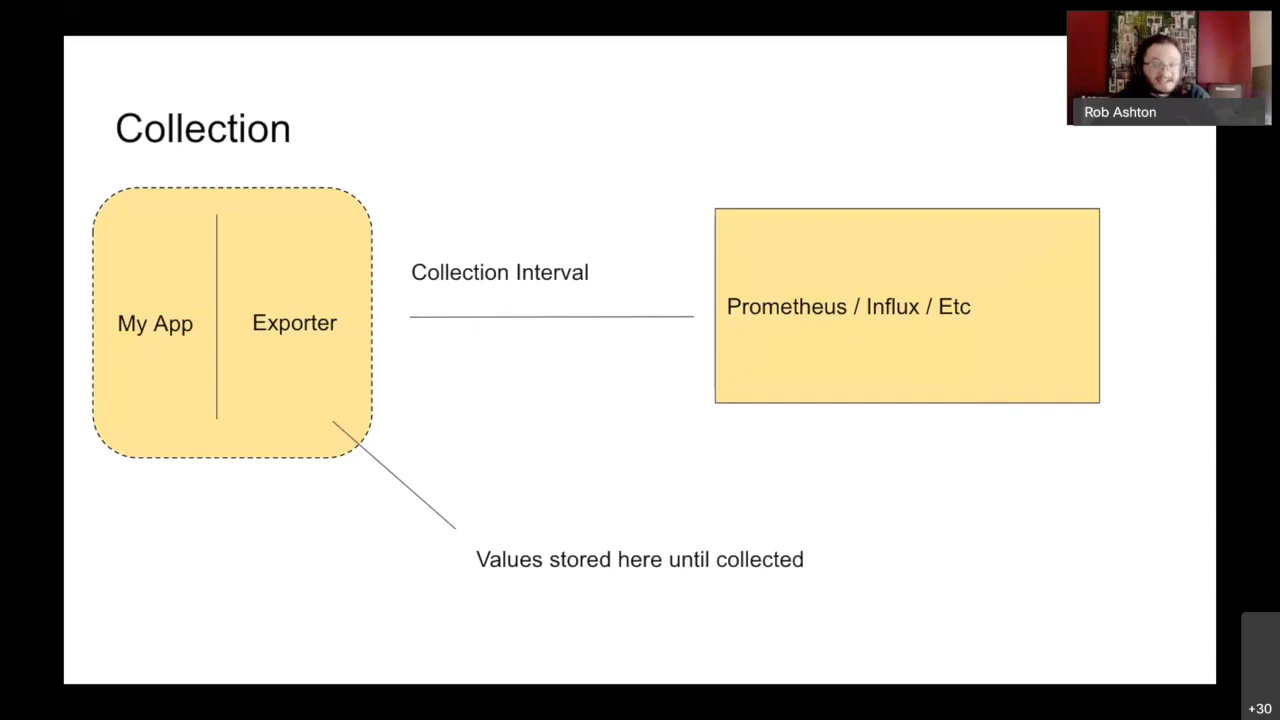 Collection
Rob Ashton
My App
Exporter
Collection Interval
Prometheus / Influx / Etc
Values stored here until collected
+30